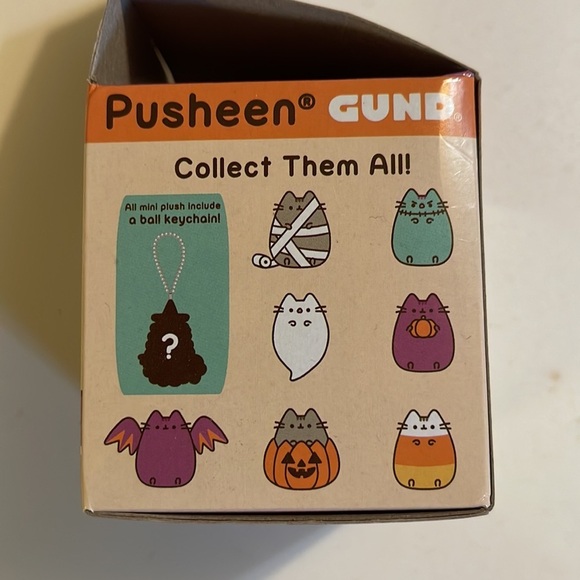 Pusheen® GUND®
Collect Them All!
All mini plush include
a ball keychain!
?